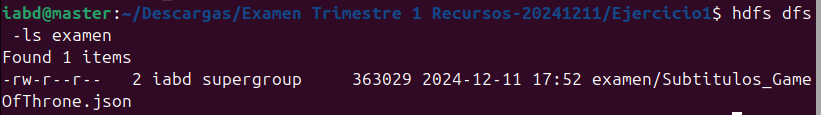 iabd@master:~/Descargas/Examen Trimestre 1 Recursos-20241211/Ejercicio1$ hdfs dfs
 -ls examen
Found 1 items
-rw-r--r--   2 iabd supergroup     363029 2024-12-11 17:52 examen/Subtitulos_Game
OfThrone.json